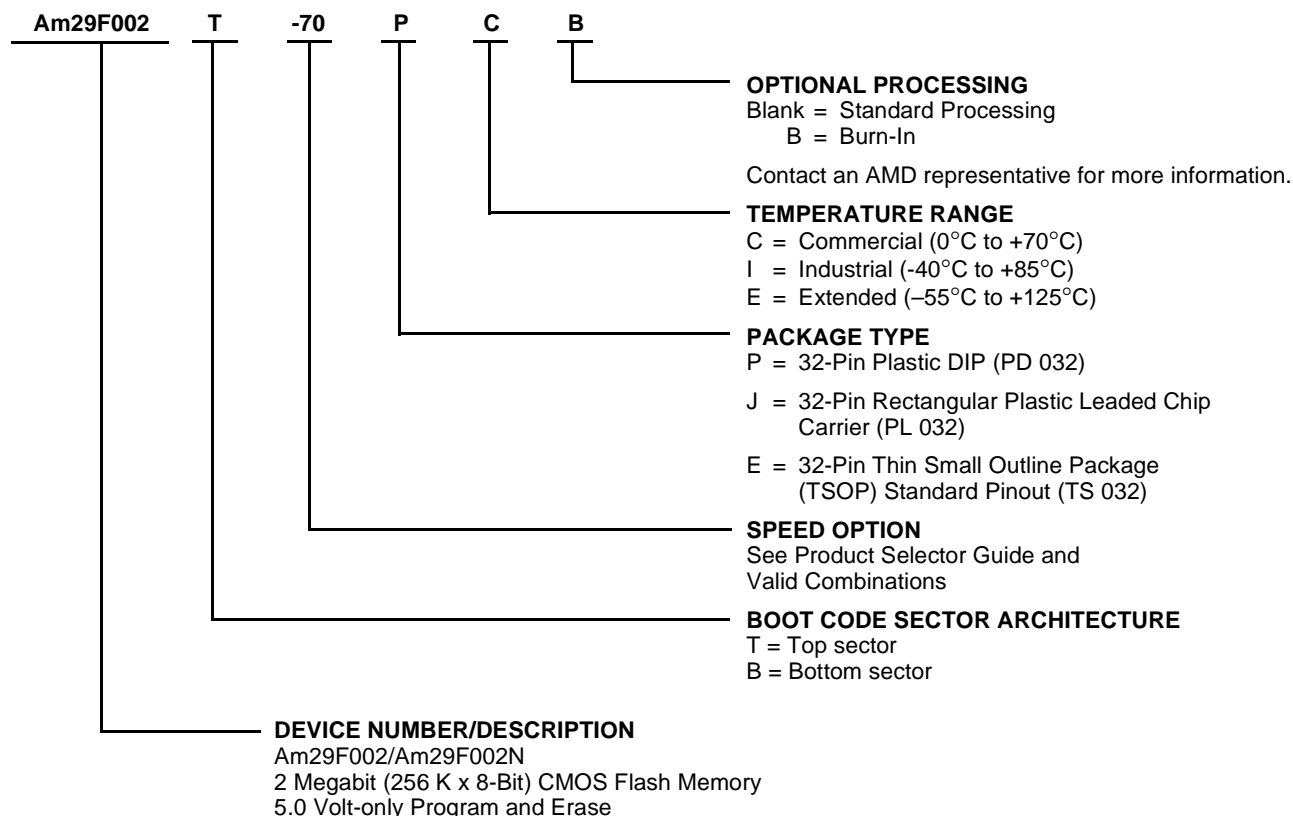 Am29F002 T -70 P C B
OPTIONAL PROCESSING
Blank = Standard Processing
B = Burn-In
Contact an AMD representative for more information.
TEMPERATURE RANGE
C = Commercial (0°C to +70°C)
I = Industrial (-40°C to +85°C)
E = Extended (–55°C to +125°C)
PACKAGE TYPE
P = 32-Pin Plastic DIP (PD 032)
J = 32-Pin Rectangular Plastic Leaded Chip
Carrier (PL 032)
E = 32-Pin Thin Small Outline Package
(TSOP) Standard Pinout (TS 032)
SPEED OPTION
See Product Selector Guide and
Valid Combinations
BOOT CODE SECTOR ARCHITECTURE
T = Top sector
B = Bottom sector
DEVICE NUMBER/DESCRIPTION
Am29F002/Am29F002N
2 Megabit (256 K x 8-Bit) CMOS Flash Memory
5.0 Volt-only Program and Erase